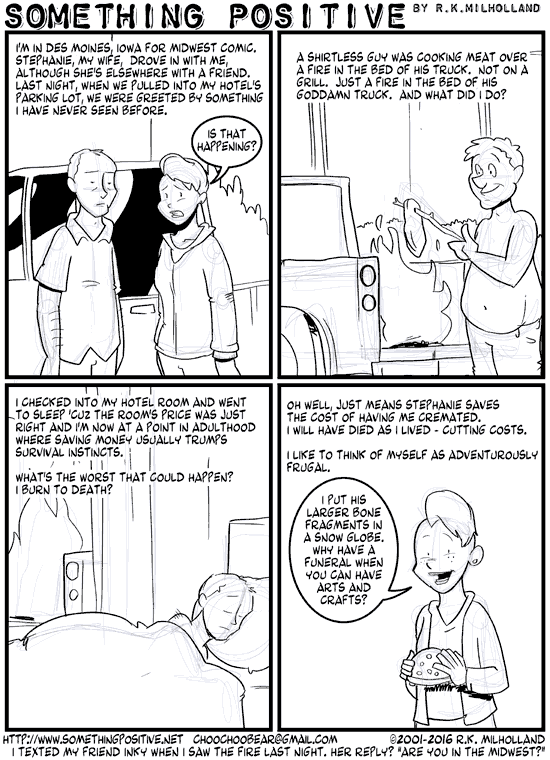 SOMETHING POSITIVE BY R.K.MILHOLLAND
I'M IN DES MOINES, IOWA FOR MIDWEST COMIC.
STEPHANIE, MY WIFE, DROVE IN WITH ME,
ALTHOUGH SHE'S ELSEWHERE WITH A FRIEND.
LAST NIGHT, WHEN WE PULLED INTO MY HOTEL'S
PARKING LOT, WE WERE GREETED BY SOMETHING
I HAVE NEVER SEEN BEFORE.
IS THAT
HAPPENING?
A SHIRTLESS GUY WAS COOKING MEAT OVER
A FIRE IN THE BED OF HIS TRUCK. NOT ON A
GRILL. JUST A FIRE IN THE BED OF HIS
GODDAMN TRUCK. AND WHAT DID I DO?
I CHECKED INTO MY HOTEL ROOM AND WENT
TO SLEEP 'CUZ THE ROOM'S PRICE WAS JUST
RIGHT AND I'M NOW AT A POINT IN ADULTHOOD
WHERE SAVING MONEY USUALLY TRUMPS
SURVIVAL INSTINCTS.
WHAT'S THE WORST THAT COULD HAPPEN?
I BURN TO DEATH?
OH WELL, JUST MEANS STEPHANIE SAVES
THE COST OF HAVING ME CREMATED.
I WILL HAVE DIED AS I LIVED - CUTTING COSTS.
I LIKE TO THINK OF MYSELF AS ADVENTUROUSLY
FRUGAL.
I PUT HIS
LARGER BONE
FRAGMENTS IN
A SNOW GLOBE.
WHY HAVE A
FUNERAL WHEN
YOU CAN HAVE
ARTS AND
CRAFTS?
HTTP://WWW.SOMETHINGPOSITIVE.NET CHOOCHOOBEAR@GMAIL.COM ©2001-2016 R.K. MILHOLLAND
I TEXTED MY FRIEND INKY WHEN I SAW THE FIRE LAST NIGHT. HER REPLY? "ARE YOU IN THE MIDWEST?"